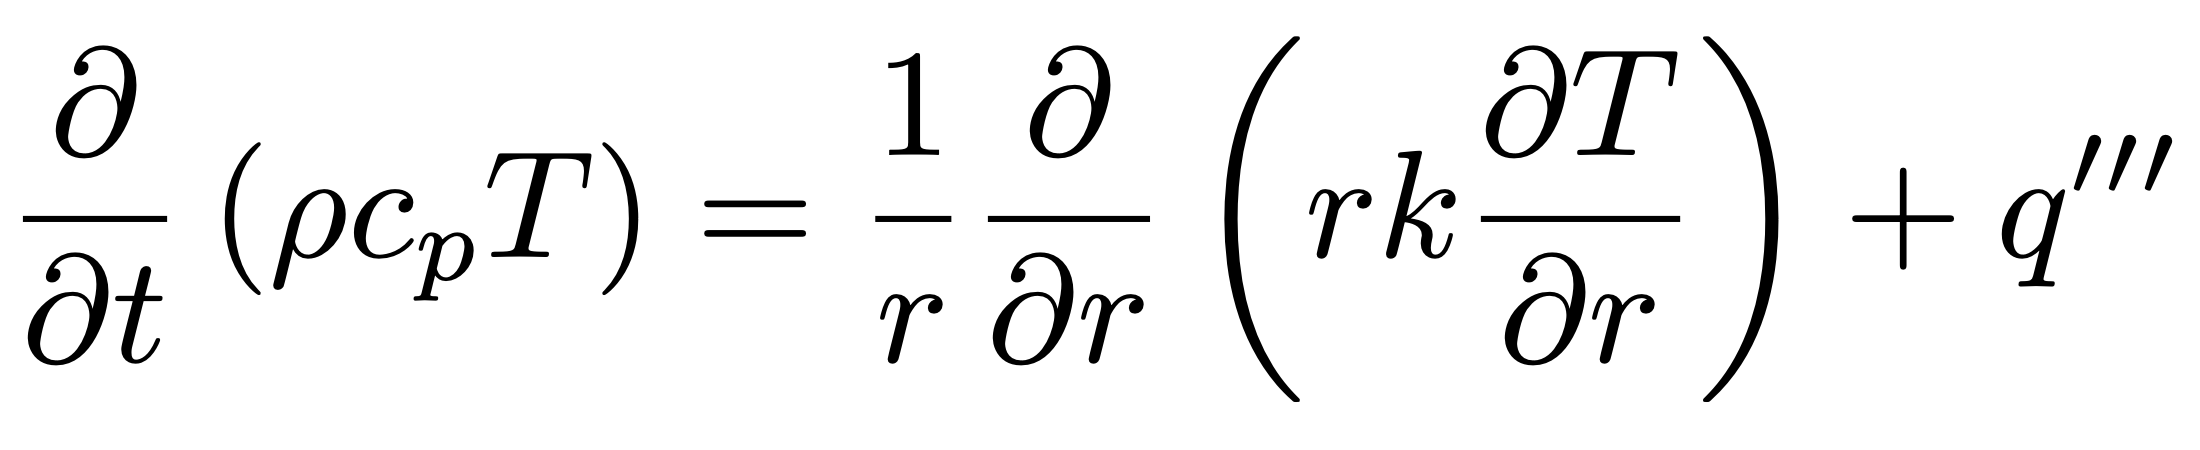 ∂/∂t (ρc_pT) = 1/r ∂/∂r (rk ∂T/∂r) + q‴